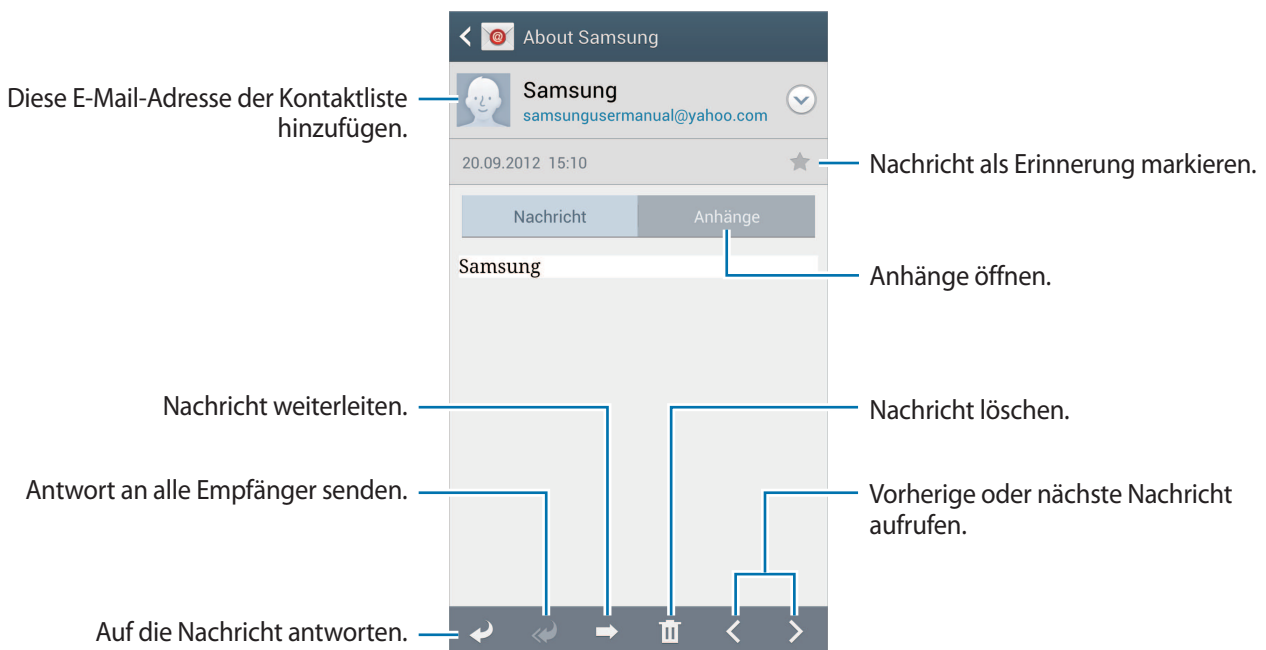 About Samsung
Diese E-Mail-Adresse der Kontaktliste
hinzufügen.
Samsung
samsungusermanual@yahoo.com
20.09.2012 15:10
Nachricht als Erinnerung markieren.
Nachricht
Anhänge
Samsung
Anhänge öffnen.
Nachricht weiterleiten.
Nachricht löschen.
Antwort an alle Empfänger senden.
Vorherige oder nächste Nachricht
aufrufen.
Auf die Nachricht antworten.